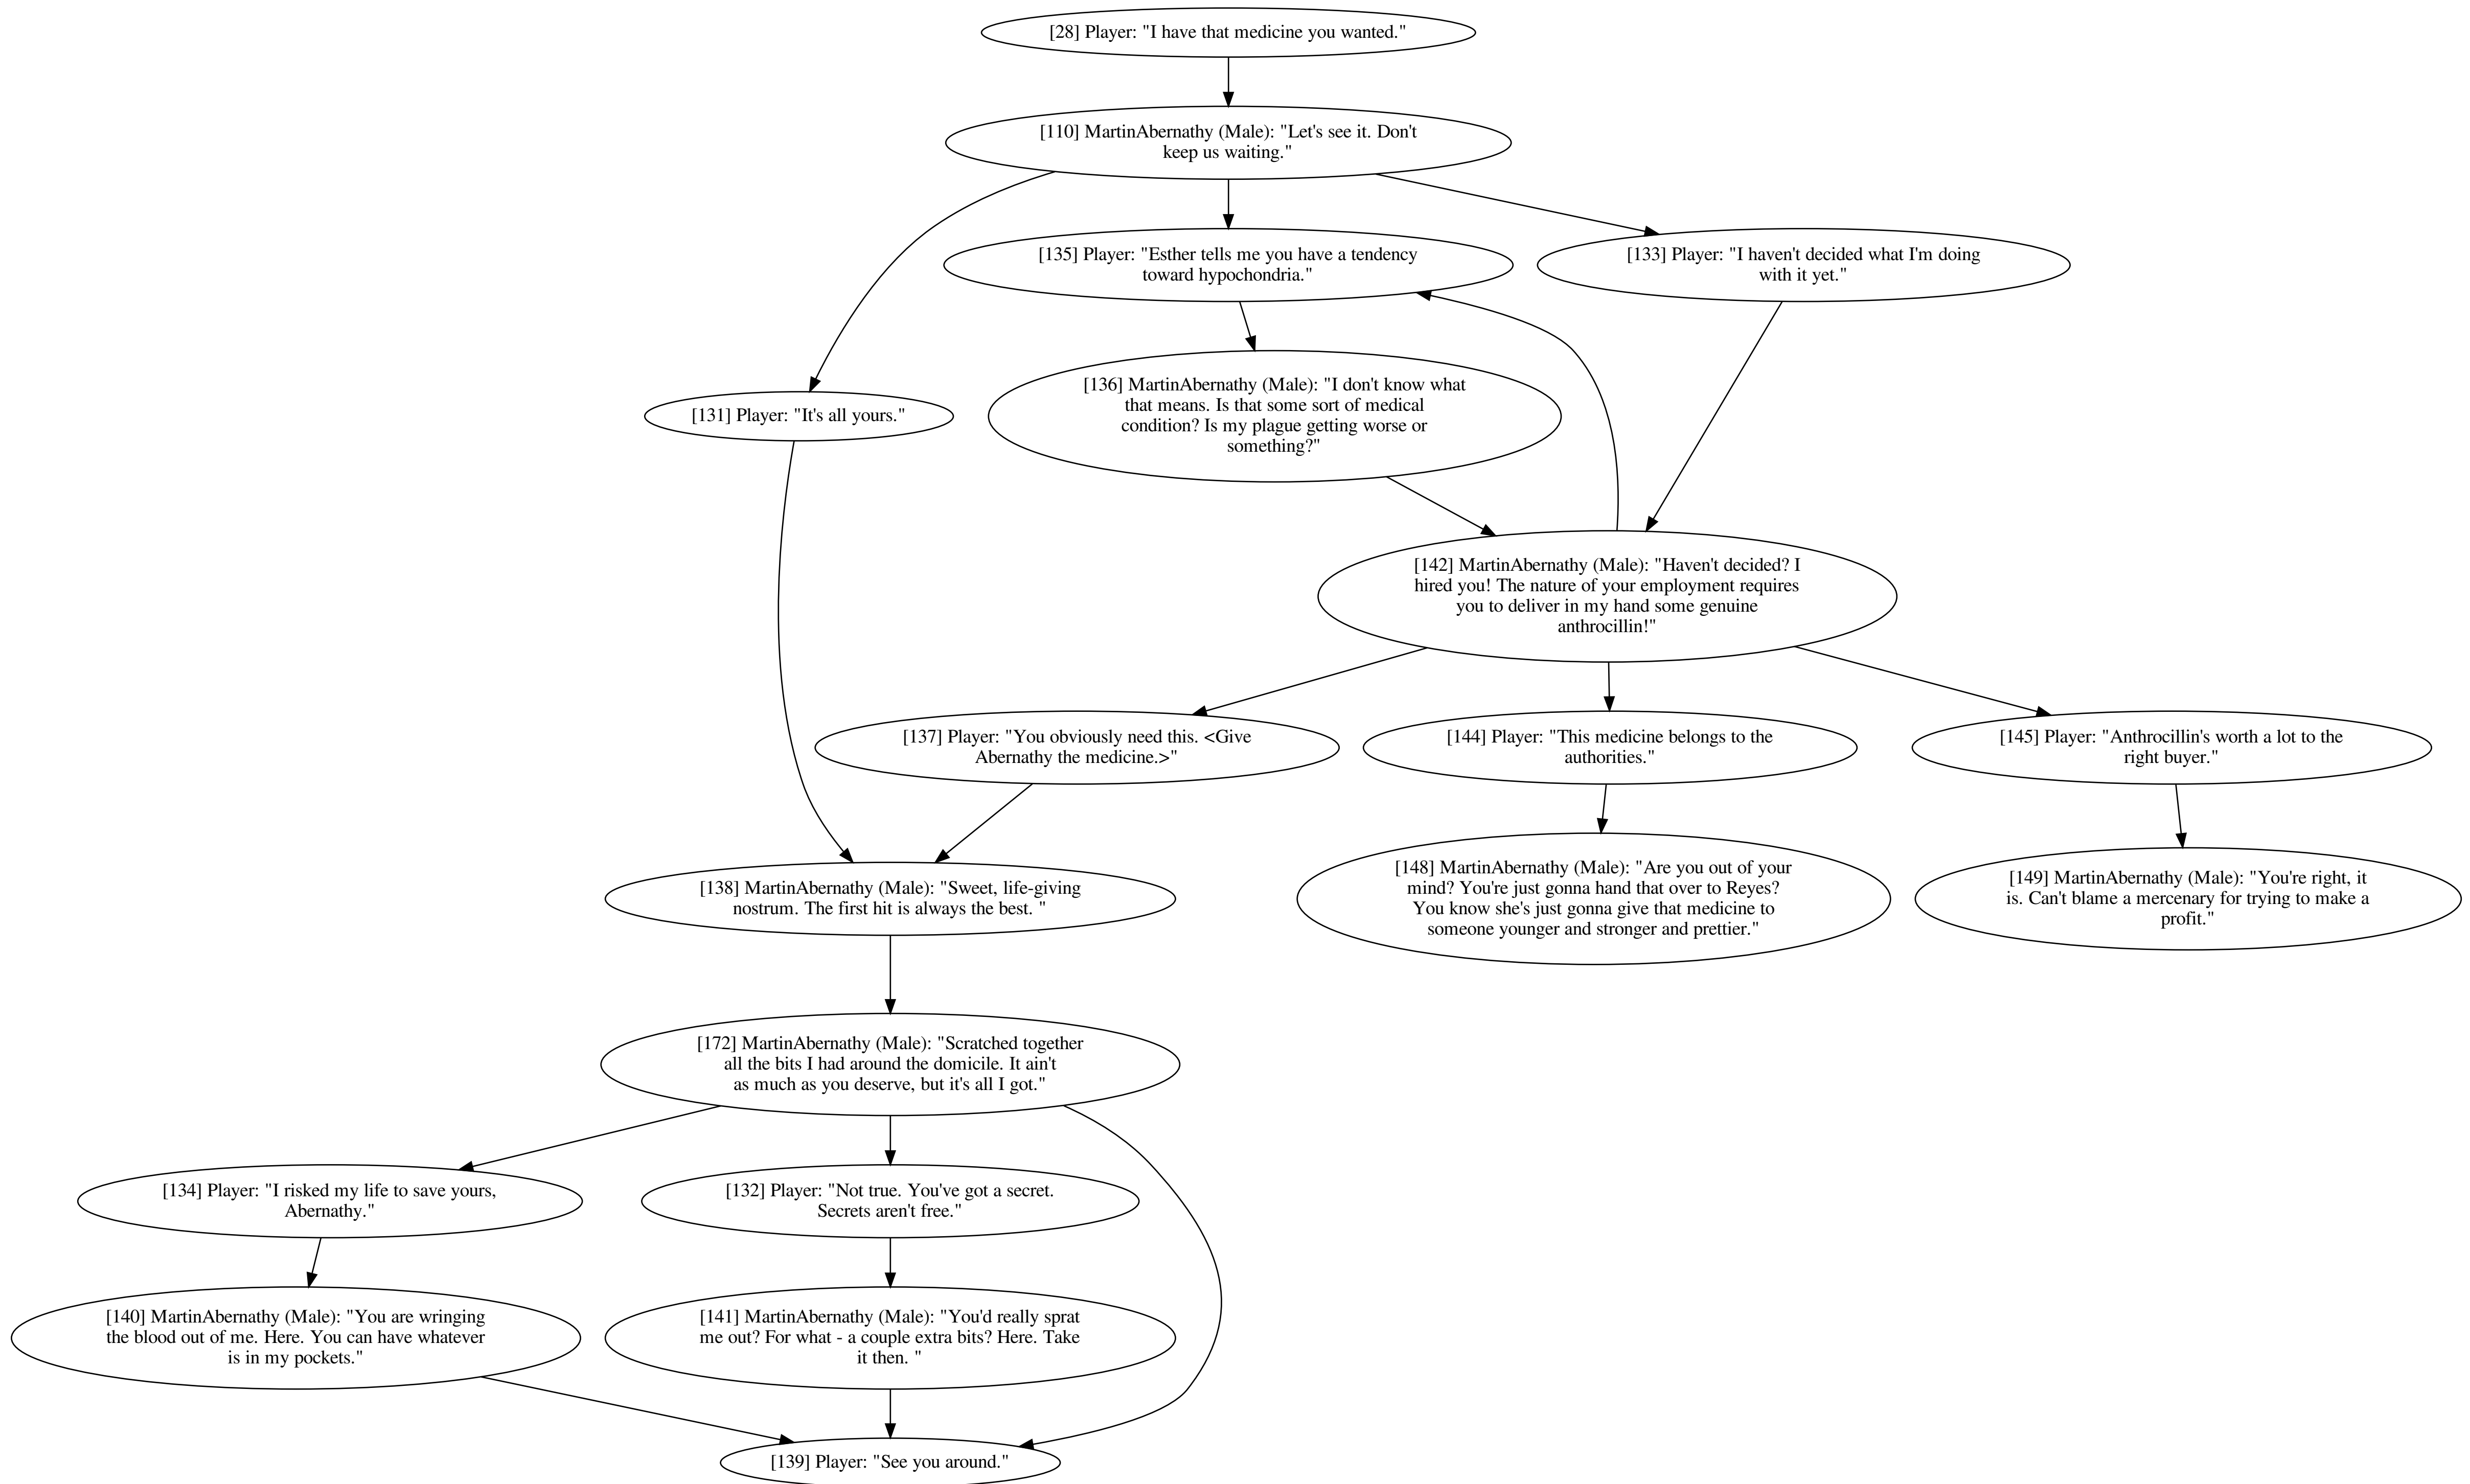 [28] Player: "I have that medicine you wanted."
[110] MartinAbernathy (Male): "Let's see it. Don't
keep us waiting."
[135] Player: "Esther tells me you have a tendency
toward hypochondria."
[133] Player: "I haven't decided what I'm doing
with it yet."
[131] Player: "It's all yours."
[136] MartinAbernathy (Male): "I don't know what
that means. Is that some sort of medical
condition? Is my plague getting worse or
something?"
[142] MartinAbernathy (Male): "Haven't decided? I
hired you! The nature of your employment requires
you to deliver in my hand some genuine
anthrocillin!"
[137] Player: "You obviously need this. <Give
Abernathy the medicine.>"
[144] Player: "This medicine belongs to the
authorities."
[145] Player: "Anthrocillin's worth a lot to the
right buyer."
[138] MartinAbernathy (Male): "Sweet, life-giving
nostrum. The first hit is always the best. "
[148] MartinAbernathy (Male): "Are you out of your
mind? You're just gonna hand that over to Reyes?
You know she's just gonna give that medicine to
someone younger and stronger and prettier."
[149] MartinAbernathy (Male): "You're right, it
is. Can't blame a mercenary for trying to make a
profit."
[172] MartinAbernathy (Male): "Scratched together
all the bits I had around the domicile. It ain't
as much as you deserve, but it's all I got."
[134] Player: "I risked my life to save yours,
Abernathy."
[132] Player: "Not true. You've got a secret.
Secrets aren't free."
[140] MartinAbernathy (Male): "You are wringing
the blood out of me. Here. You can have whatever
is in my pockets."
[141] MartinAbernathy (Male): "You'd really sprat
me out? For what - a couple extra bits? Here. Take
it then. "
[139] Player: "See you around."